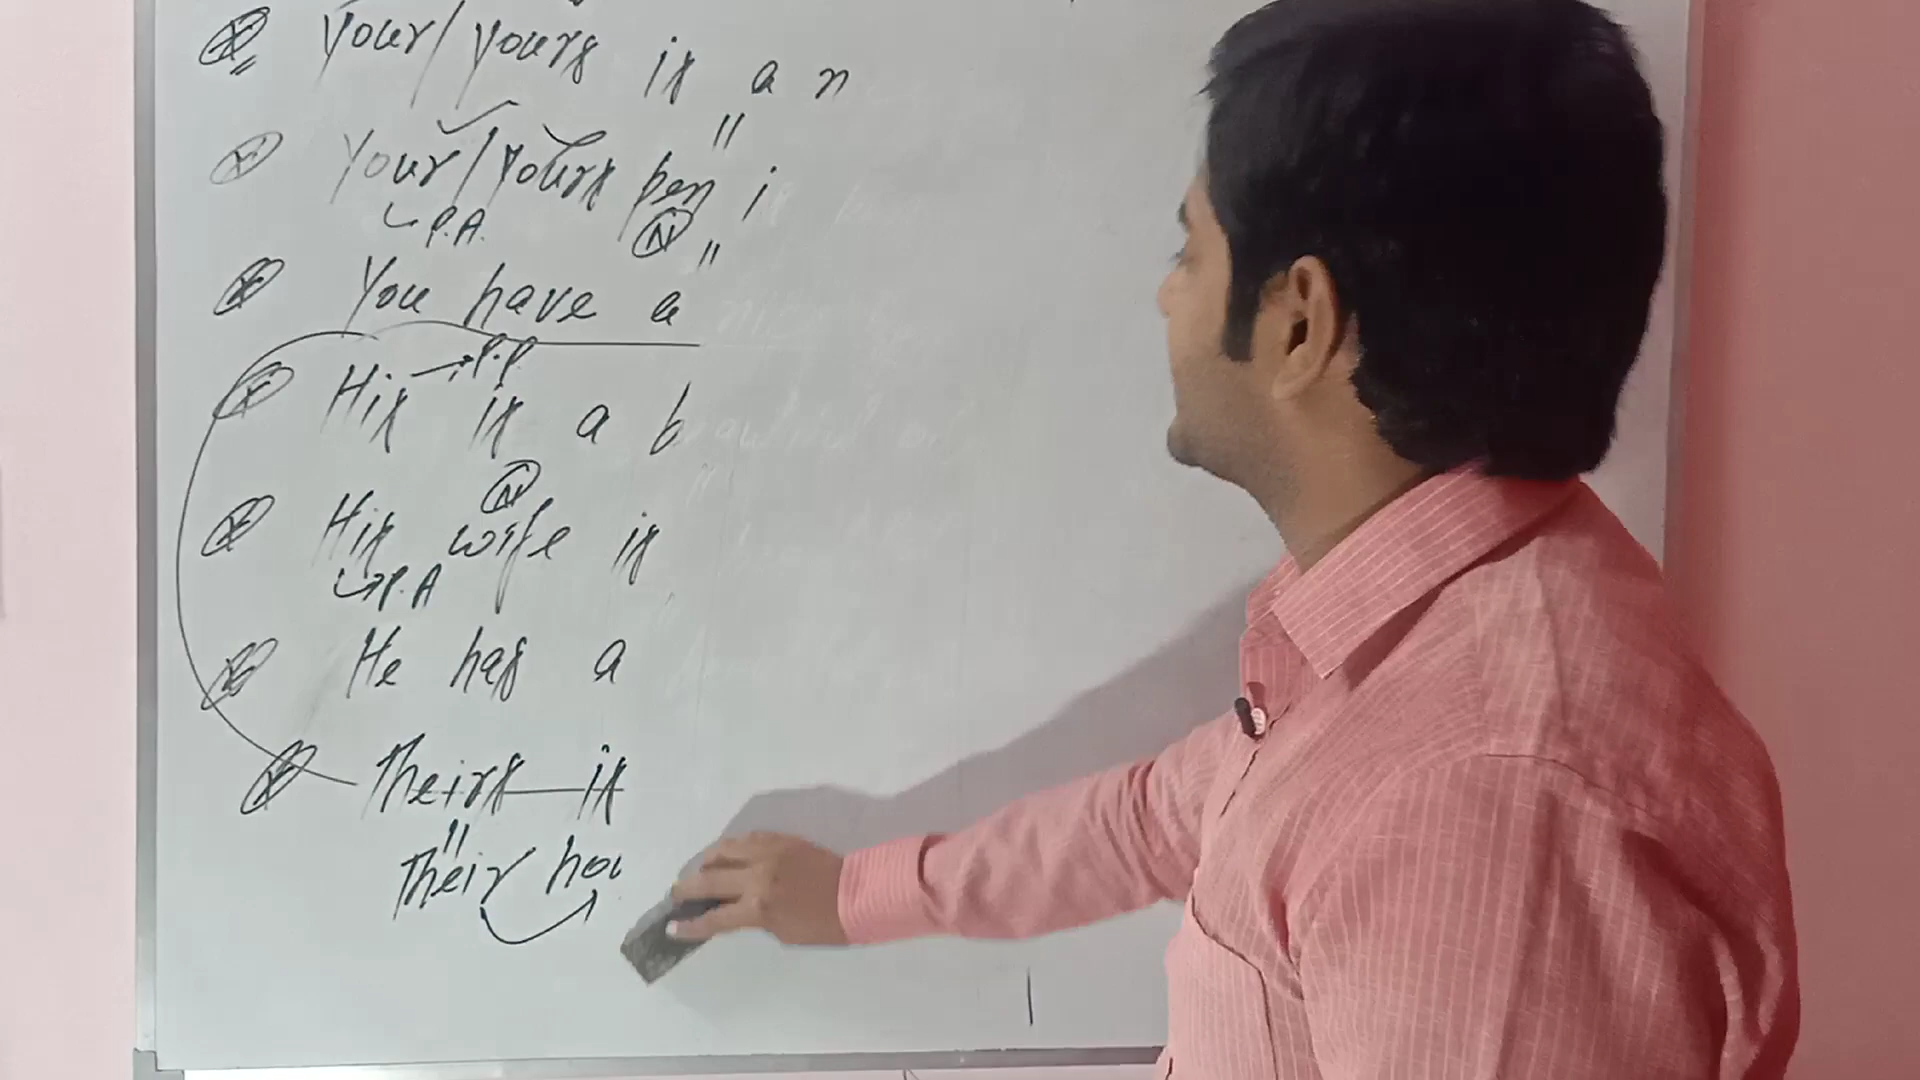 Your/yours is a n
"
Your/yours pen i
P.A. N "
You have a
P.P.
His is a b
N
His wife is
P.A
He has a
Theirs is
"
Their hou